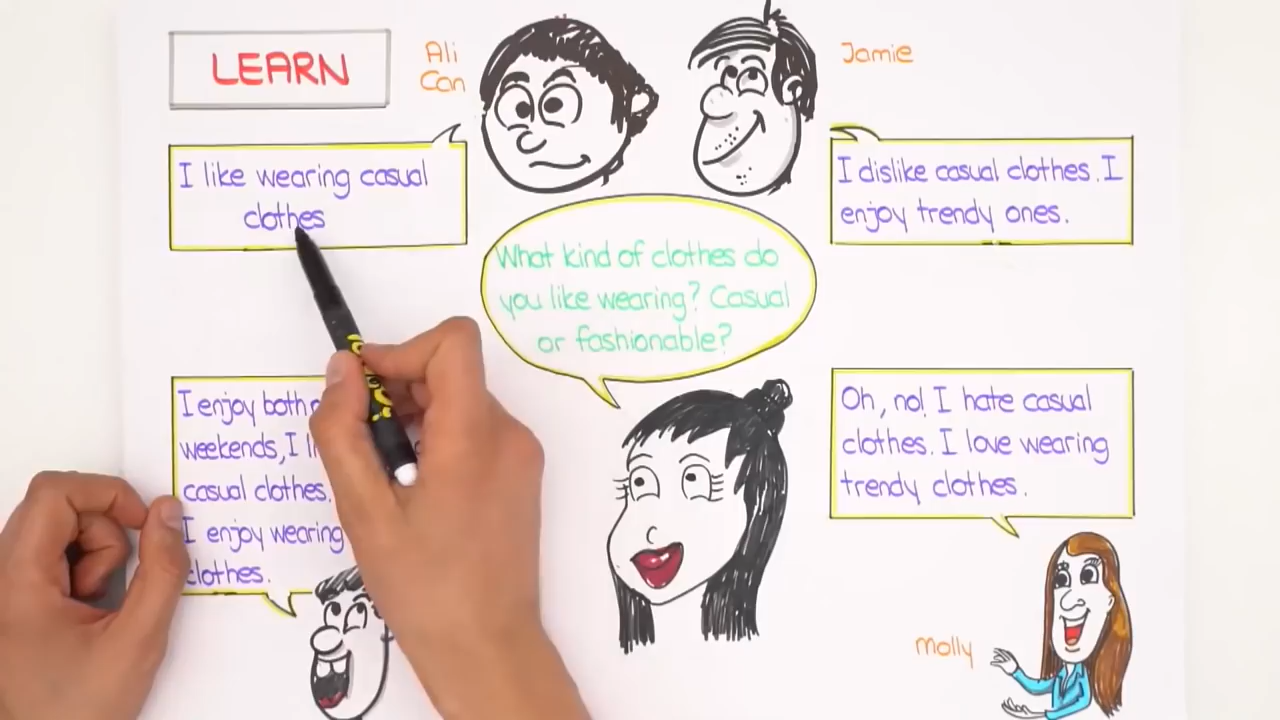 LEARN
Ali
Can
Jamie
I like wearing casual
clothes
I dislike casual clothes. I
enjoy trendy ones.
What kind of clothes do
you like wearing? Casual
or fashionable?
I enjoy both
weekends, I
casual clothes.
I enjoy wearing
clothes.
Oh, no! I hate casual
clothes. I love wearing
trendy clothes.
Molly